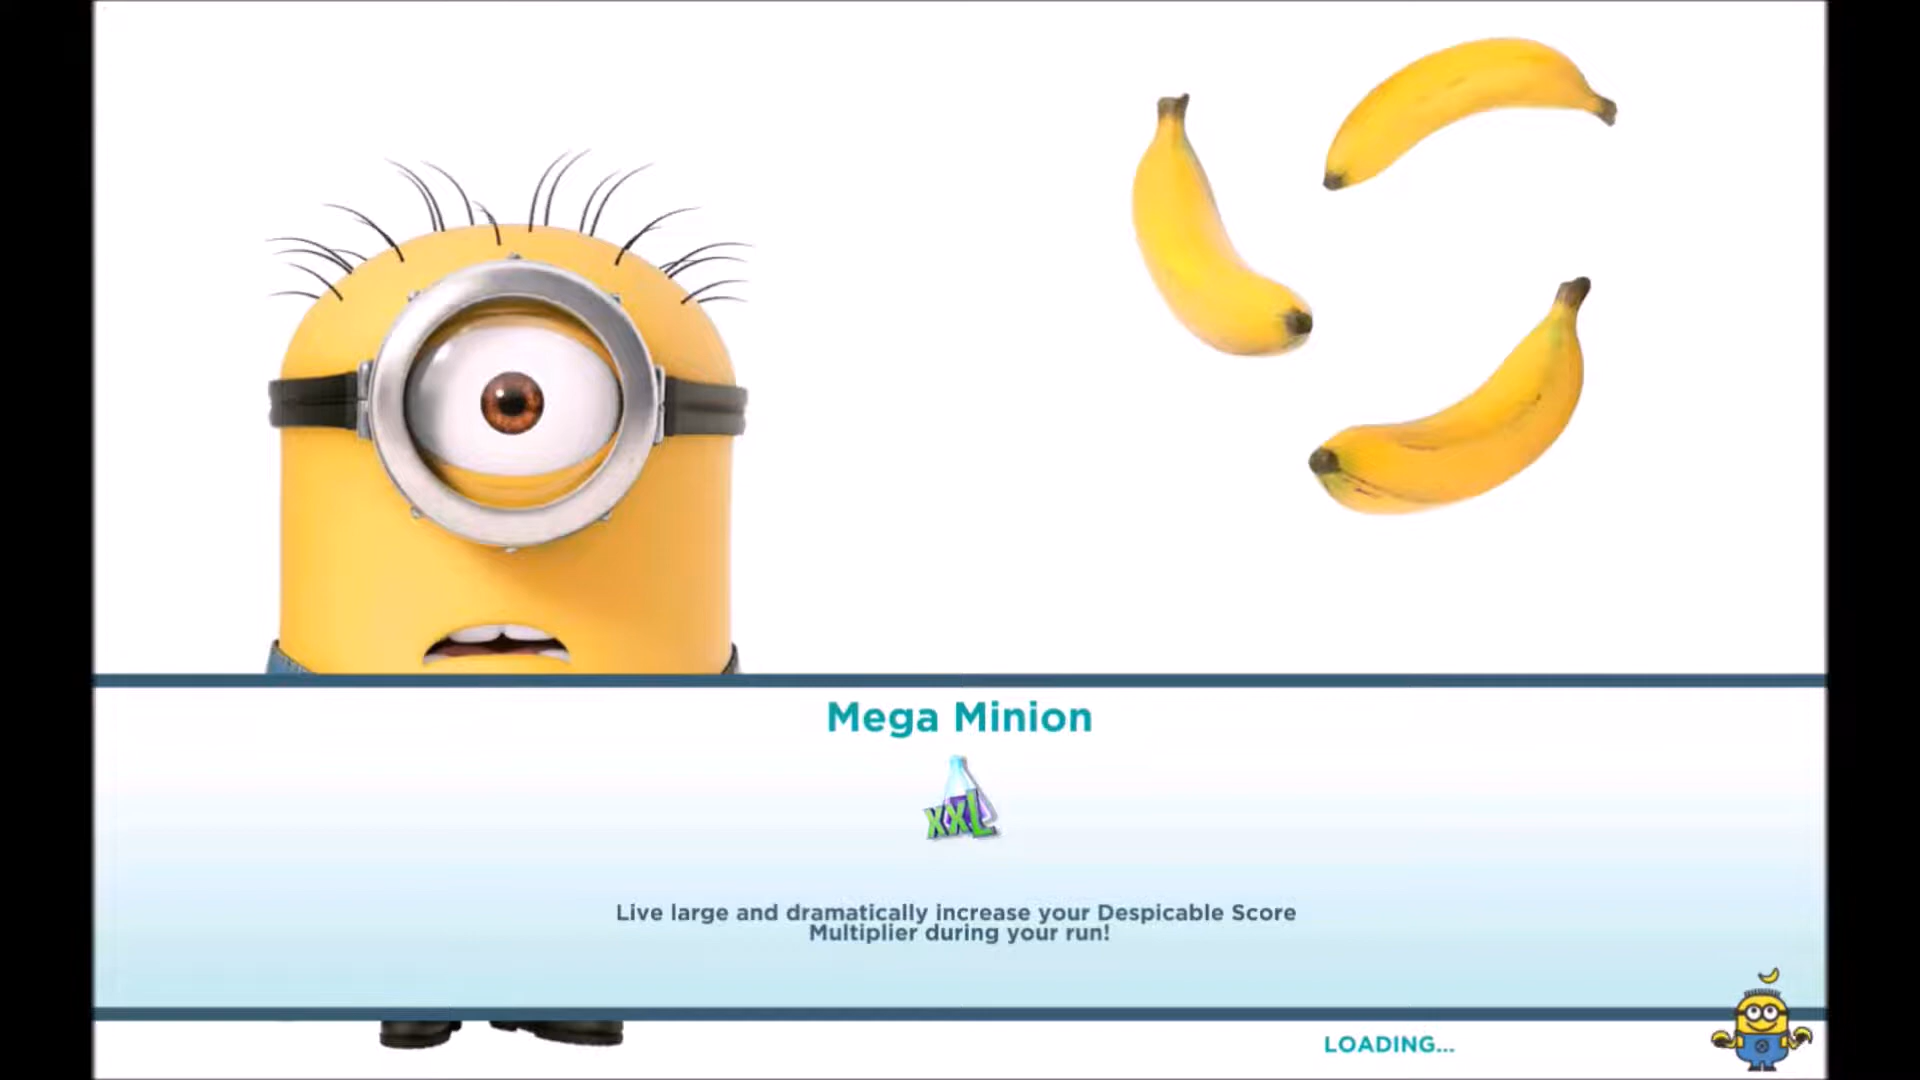 Mega Minion
XXL
Live large and dramatically increase your Despicable Score
Multiplier during your run!
LOADING...